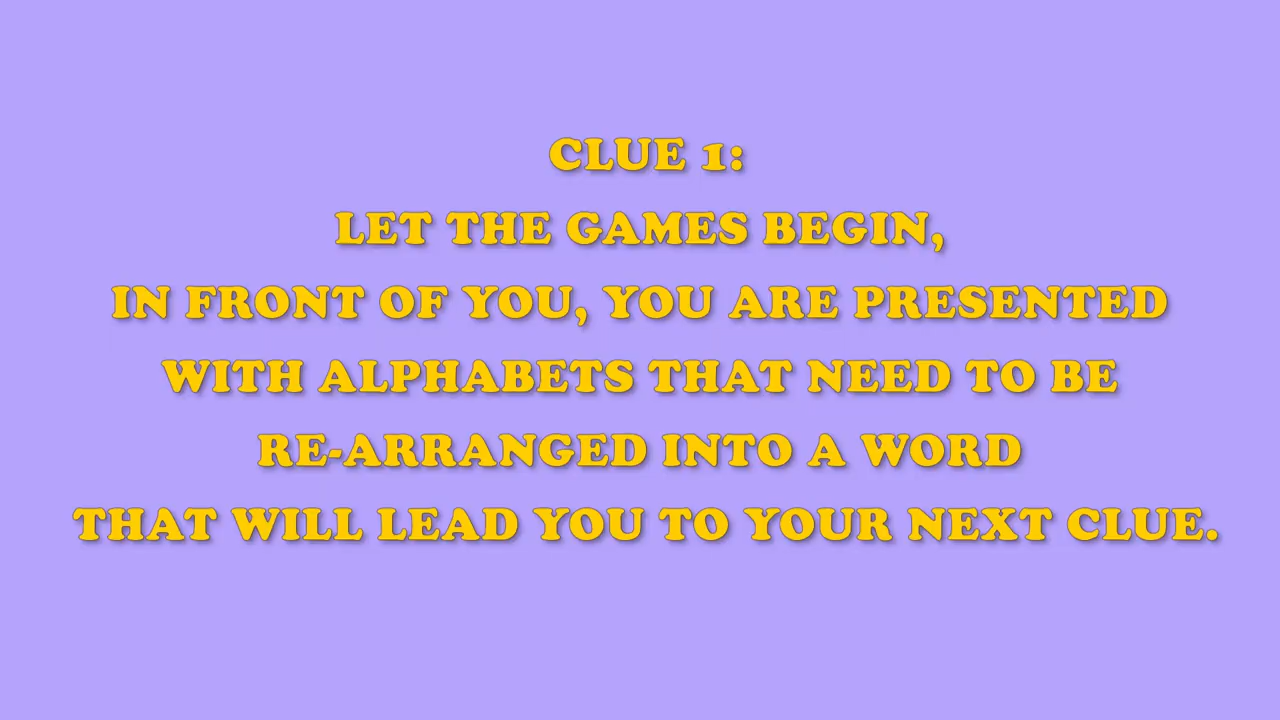 CLUE 1:
LET THE GAMES BEGIN,
IN FRONT OF YOU, YOU ARE PRESENTED
WITH ALPHABETS THAT NEED TO BE
RE-ARRANGED INTO A WORD
THAT WILL LEAD YOU TO YOUR NEXT CLUE.